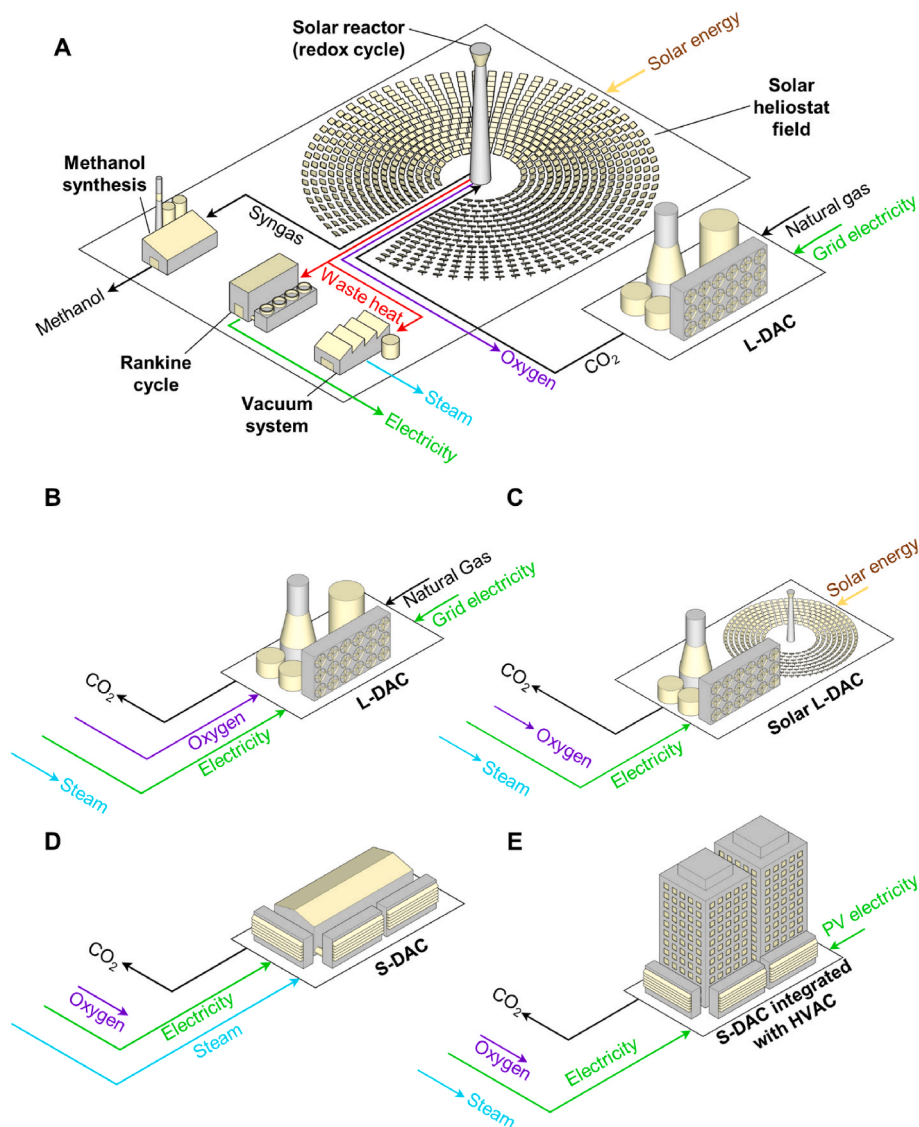 A
Solar reactor
(redox cycle)
Solar energy
Solar
heliostat
field
Methanol
synthesis
Syngas
Natural gas
Grid electricity
Methanol
Waste heat
L-DAC
Rankine
cycle
Oxygen
CO2
Vacuum
system
Steam
Electricity
B
Natural Gas
Grid electricity
CO2
L-DAC
Oxygen
Electricity
Steam
C
Solar energy
CO2
Solar L-DAC
Oxygen
Electricity
Steam
D
CO2
S-DAC
Oxygen
Electricity
Steam
E
PV electricity
CO2
S-DAC integrated
with HVAC
Oxygen
Electricity
Steam